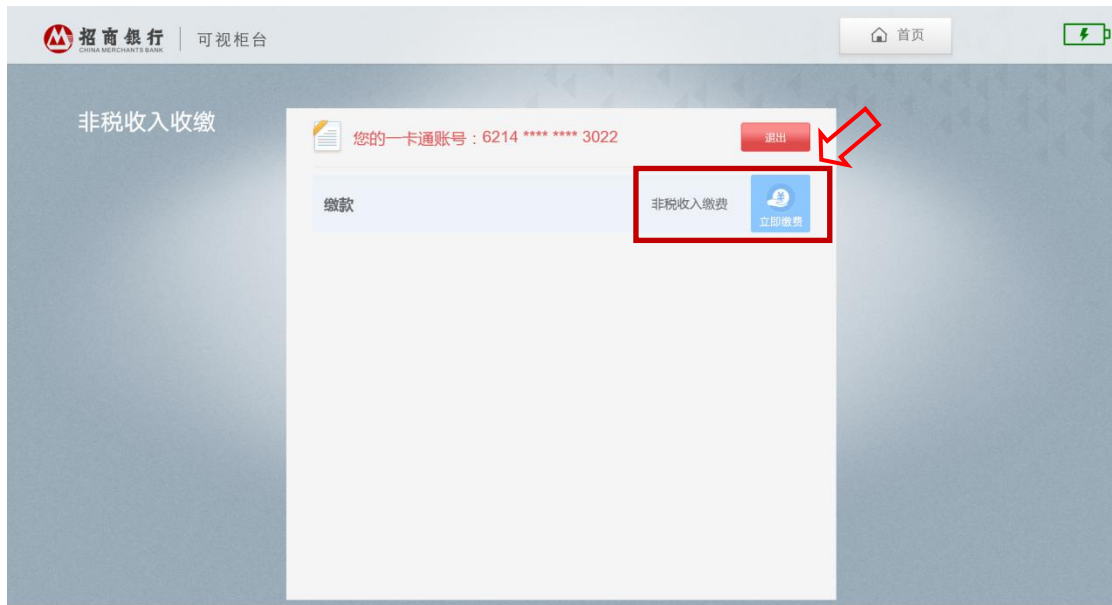 招商银行
CHINA MERCHANTS BANK
可视柜台
首页
非税收入收缴
您的一卡通账号：6214 **** **** 3022
退出
缴款
非税收入缴费
立即缴费